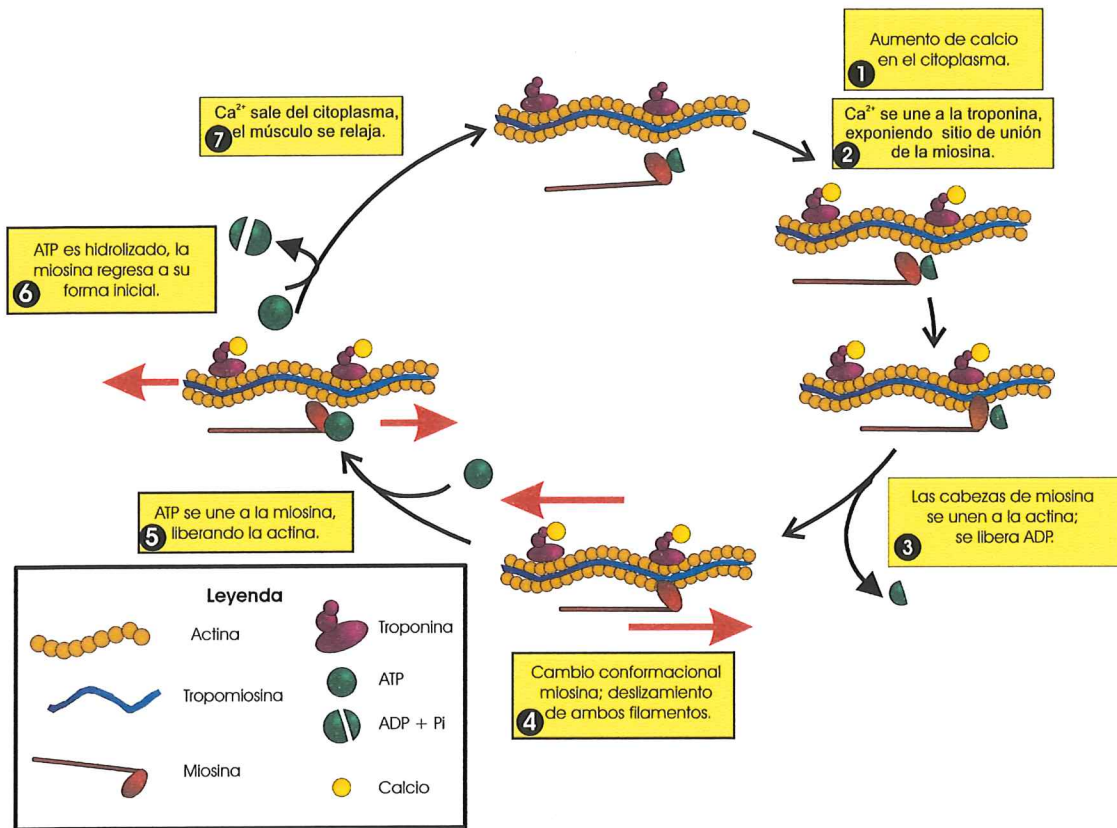 1
Aumento de calcio
en el citoplasma.
2
Ca²⁺ se une a la troponina,
exponiendo sitio de unión
de la miosina.
3
Las cabezas de miosina
se unen a la actina;
se libera ADP.
4
Cambio conformacional
miosina; deslizamiento
de ambos filamentos.
5
ATP se une a la miosina,
liberando la actina.
6
ATP es hidrolizado, la
miosina regresa a su
forma inicial.
7
Ca²⁺ sale del citoplasma,
el músculo se relaja.
Leyenda
Actina
Tropomiosina
Miosina
Troponina
ATP
ADP + Pi
Calcio